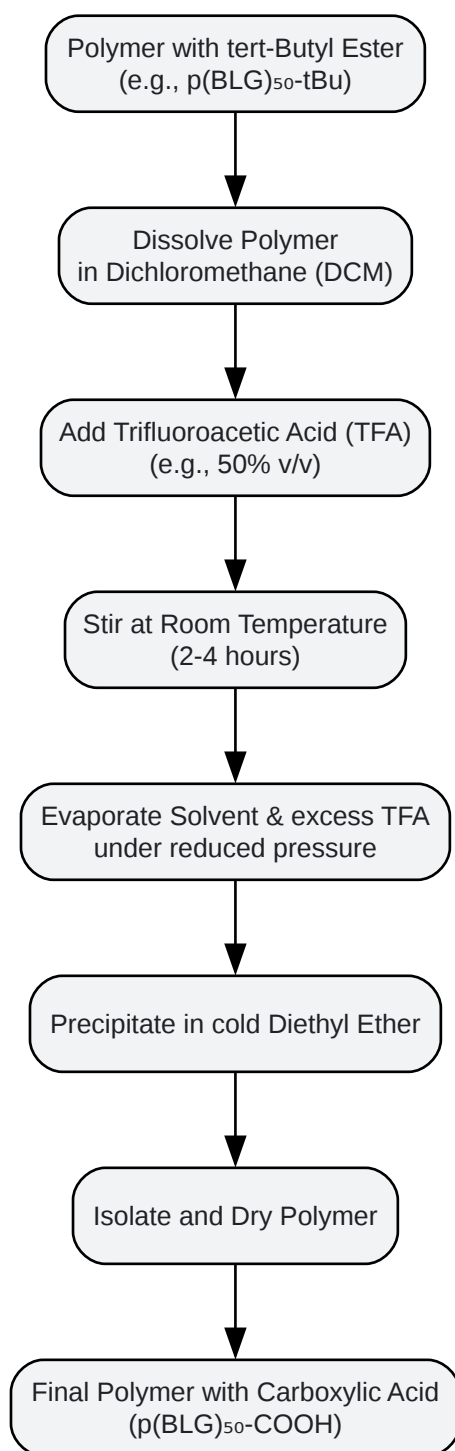 Polymer with tert-Butyl Ester
(e.g., p(BLG)₅₀-tBu)
Dissolve Polymer
in Dichloromethane (DCM)
Add Trifluoroacetic Acid (TFA)
(e.g., 50% v/v)
Stir at Room Temperature
(2-4 hours)
Evaporate Solvent & excess TFA
under reduced pressure
Precipitate in cold Diethyl Ether
Isolate and Dry Polymer
Final Polymer with Carboxylic Acid
(p(BLG)₅₀-COOH)